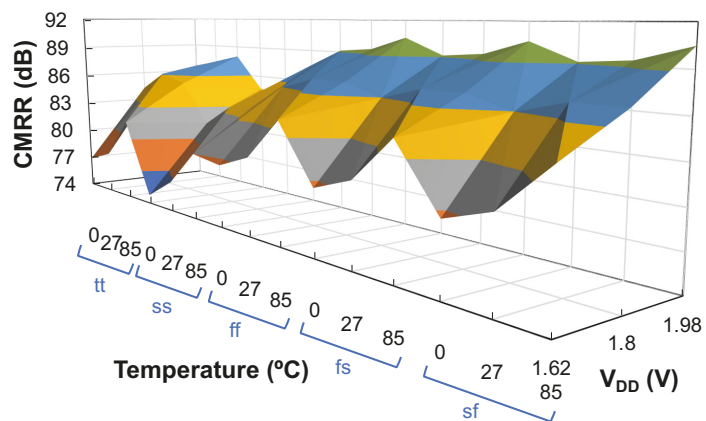 92
89
86
83
80
77
74
CMRR (dB)
0 27 85 0 27 85 0 27 85 0 27 85 0 27 85
tt ss ff fs sf
Temperature (ºC)
1.62
1.8
1.98
V_DD (V)